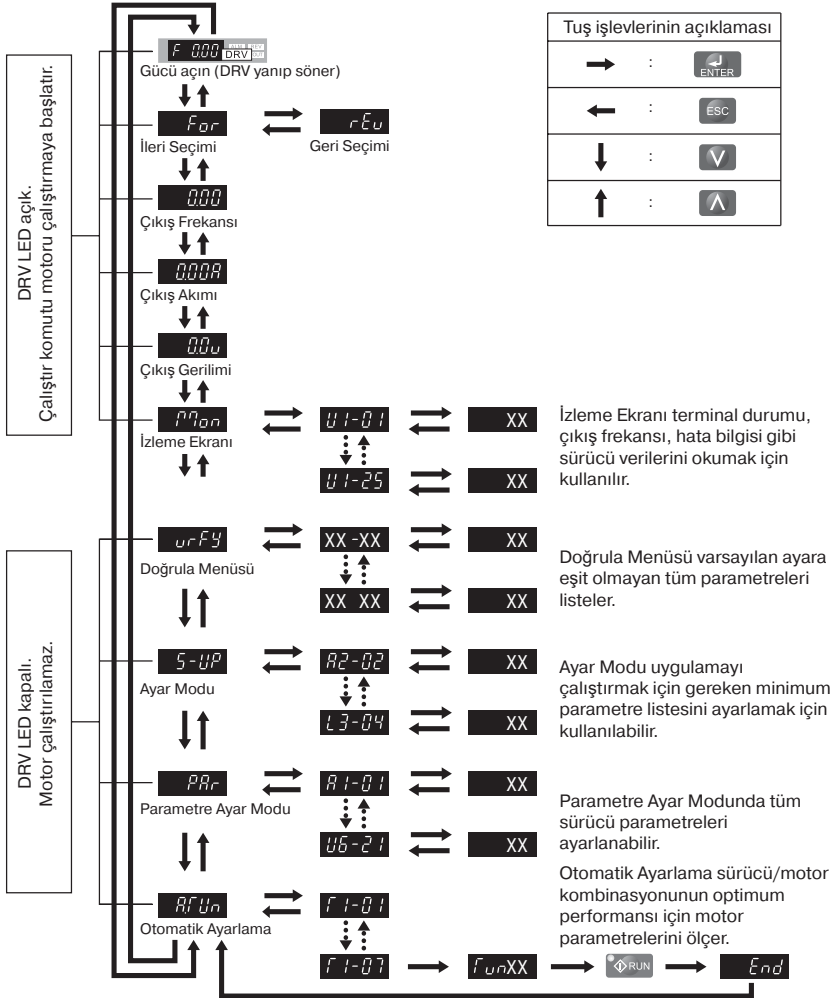 Tuş işlevlerinin açıklaması
: ENTER
: ESC
:
:
DRV LED açık.
Çalıştır komutu motoru çalıştırmaya başlatır.
F 0.00 DRV
Gücü açın (DRV yanıp söner)
For
İleri Seçimi
rEv
Geri Seçimi
0.00
Çıkış Frekansı
0.00A
Çıkış Akımı
0.0v
Çıkış Gerilimi
Mon
İzleme Ekranı
U1-01
XX
U1-25
XX
İzleme Ekranı terminal durumu,
çıkış frekansı, hata bilgisi gibi
sürücü verilerini okumak için
kullanılır.
DRV LED kapalı.
Motor çalıştırılamaz.
vrFY
Doğrula Menüsü
XX -XX
XX
XX XX
XX
Doğrula Menüsü varsayılan ayara
eşit olmayan tüm parametreleri
listeler.
S-UP
Ayar Modu
A2-02
XX
L3-04
XX
Ayar Modu uygulamayı
çalıştırmak için gereken minimum
parametre listesini ayarlamak için
kullanılabilir.
PAr
Parametre Ayar Modu
A1-01
XX
U6-21
XX
Parametre Ayar Modunda tüm
sürücü parametreleri
ayarlanabilir.
A.TUn
Otomatik Ayarlama
T1-01
T1-07
TunXX
RUN
End
Otomatik Ayarlama sürücü/motor
kombinasyonunun optimum
performansı için motor
parametrelerini ölçer.